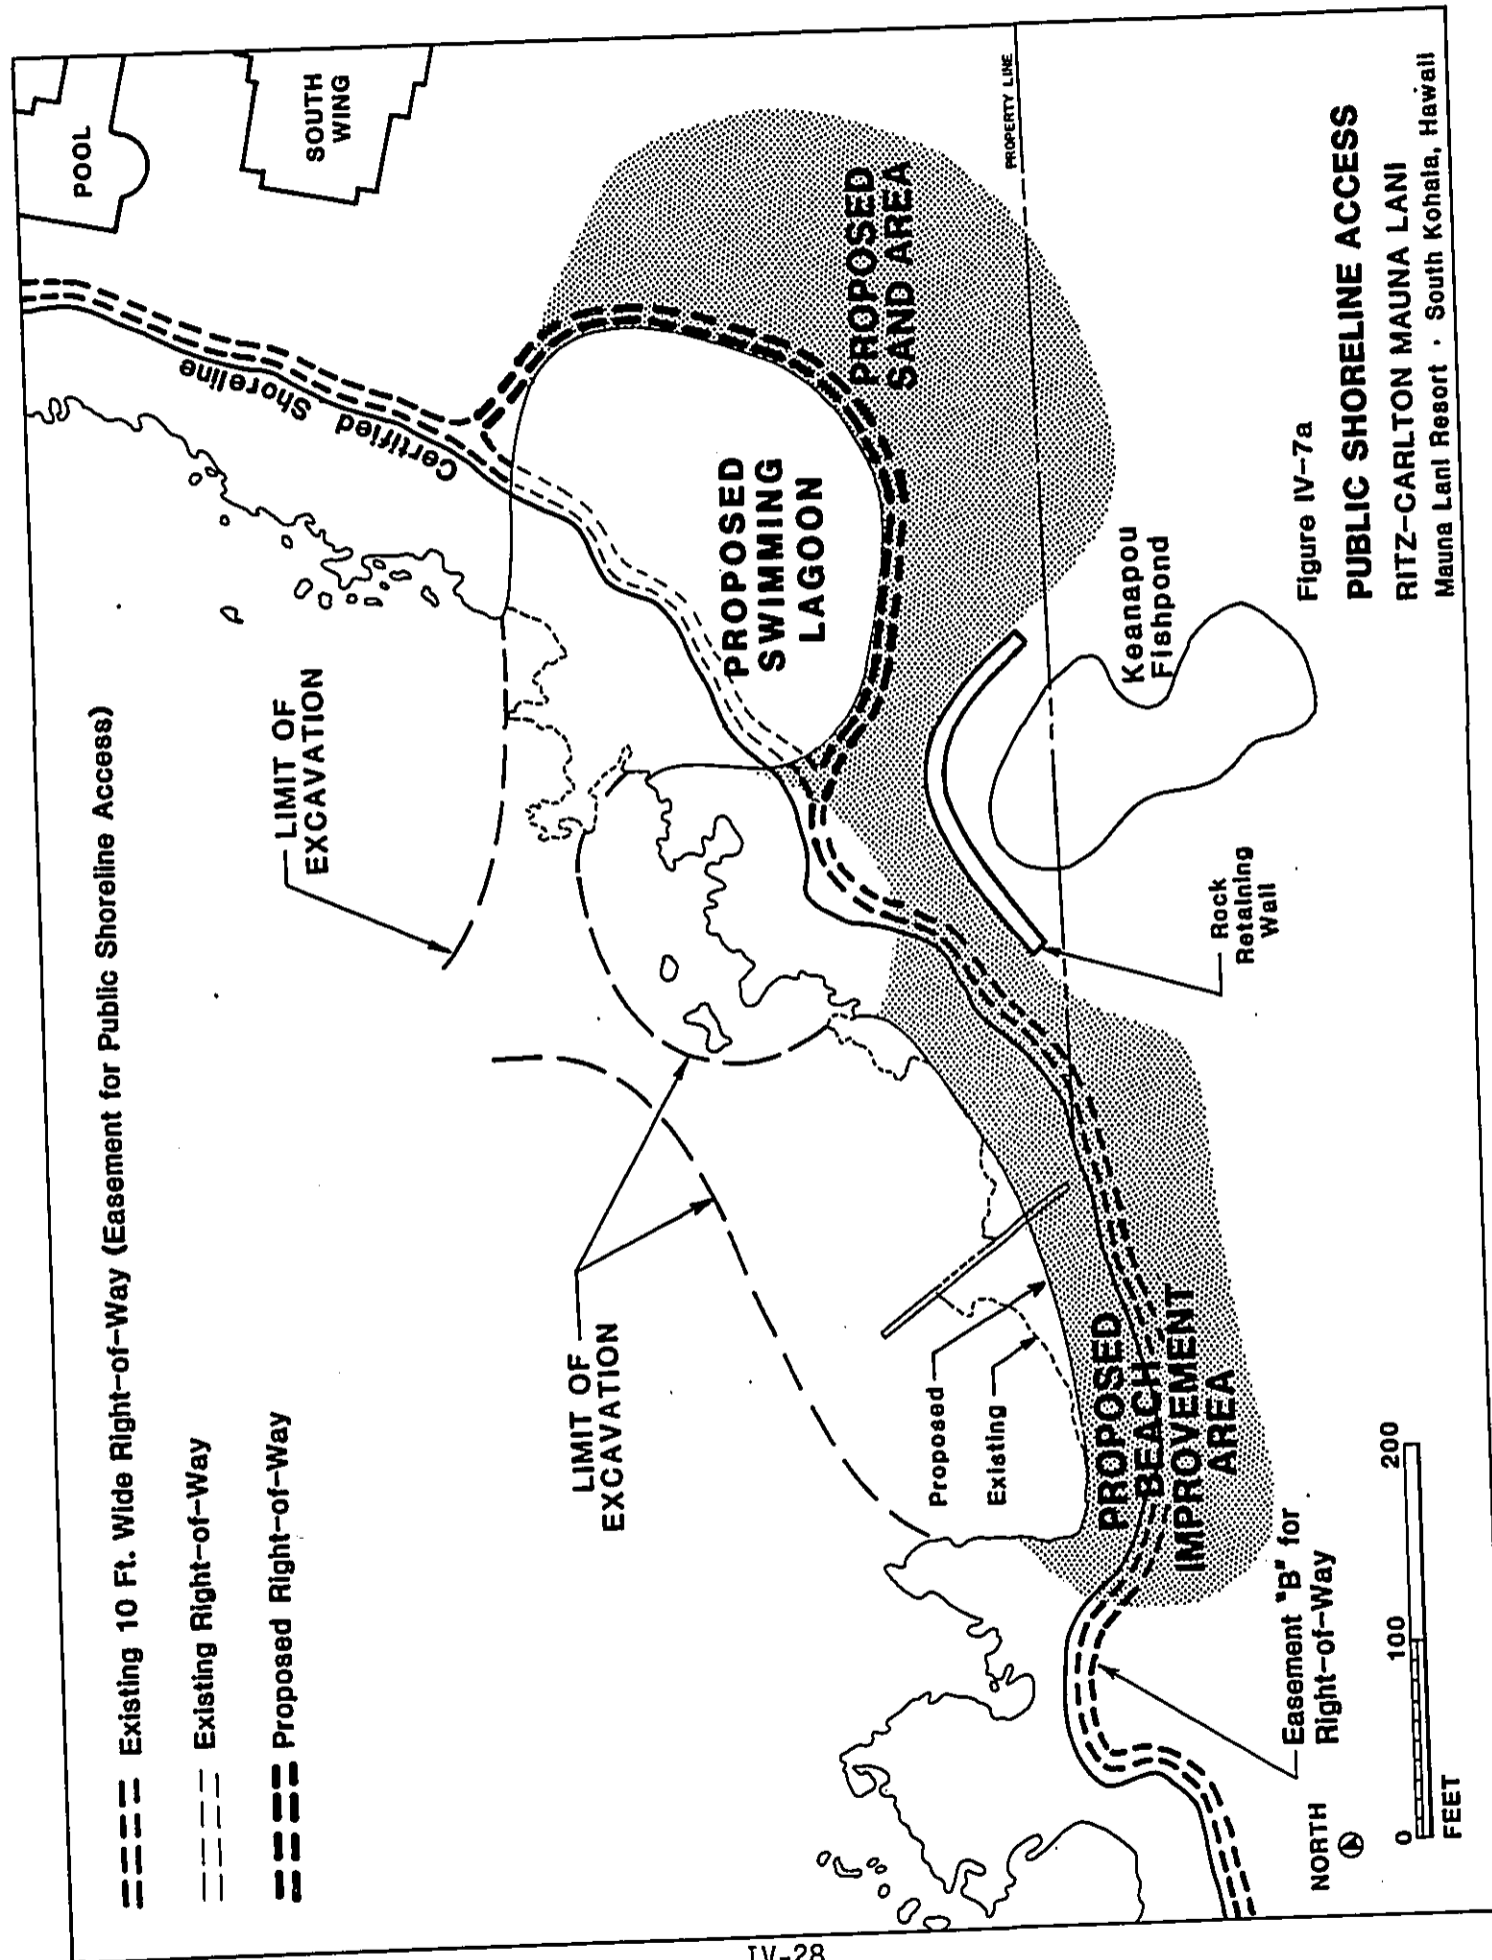 Existing 10 Ft. Wide Right-of-Way (Easement for Public Shoreline Access)
Existing Right-of-Way
Proposed Right-of-Way
POOL
SOUTH
WING
Certified Shoreline
LIMIT OF
EXCAVATION
LIMIT OF
EXCAVATION
PROPOSED
SWIMMING
LAGOON
PROPOSED
SAND AREA
PROPERTY LINE
Keanapou
Fishpond
Rock
Retaining
Wall
Proposed
Existing
PROPOSED
BEACH
IMPROVEMENT
AREA
Easement "B" for
Right-of-Way
NORTH
0 100 200
FEET
Figure IV-7a
PUBLIC SHORELINE ACCESS
RITZ-CARLTON MAUNA LANI
Mauna Lani Resort · South Kohala, Hawaii
IV-28